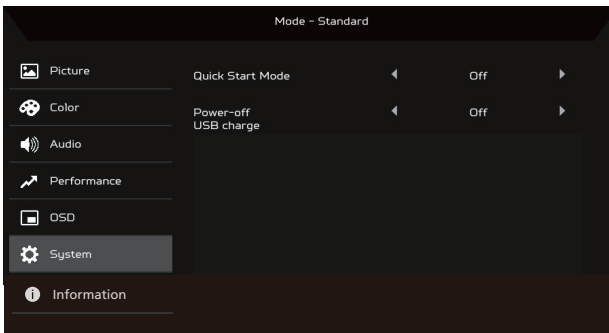 Mode - Standard
Picture
Quick Start Mode
Off
Color
Power-off
Off
USB charge
Audio
Performance
OSD
System
Information